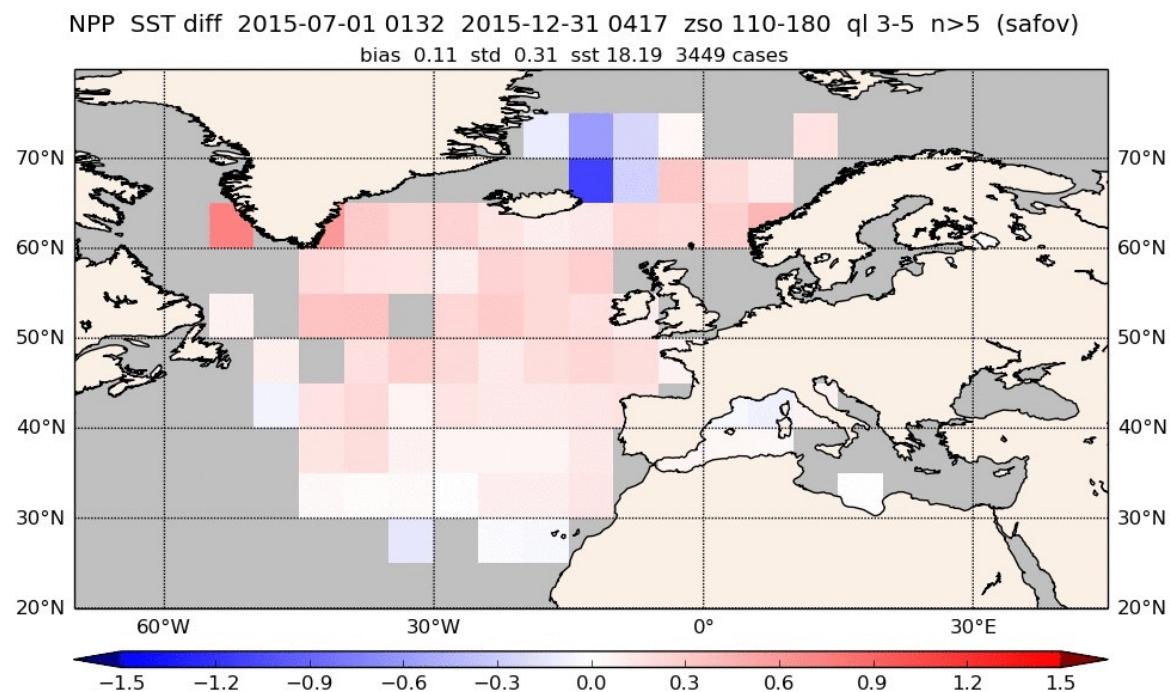 NPP SST diff 2015-07-01 0132 2015-12-31 0417 zso 110-180 ql 3-5 n>5 (safov)
bias 0.11 std 0.31 sst 18.19 3449 cases
70°N 70°N
60°N 60°N
50°N 50°N
40°N 40°N
30°N 30°N
20°N 20°N
60°W 30°W 0° 30°E
−1.5 −1.2 −0.9 −0.6 −0.3 0.0 0.3 0.6 0.9 1.2 1.5